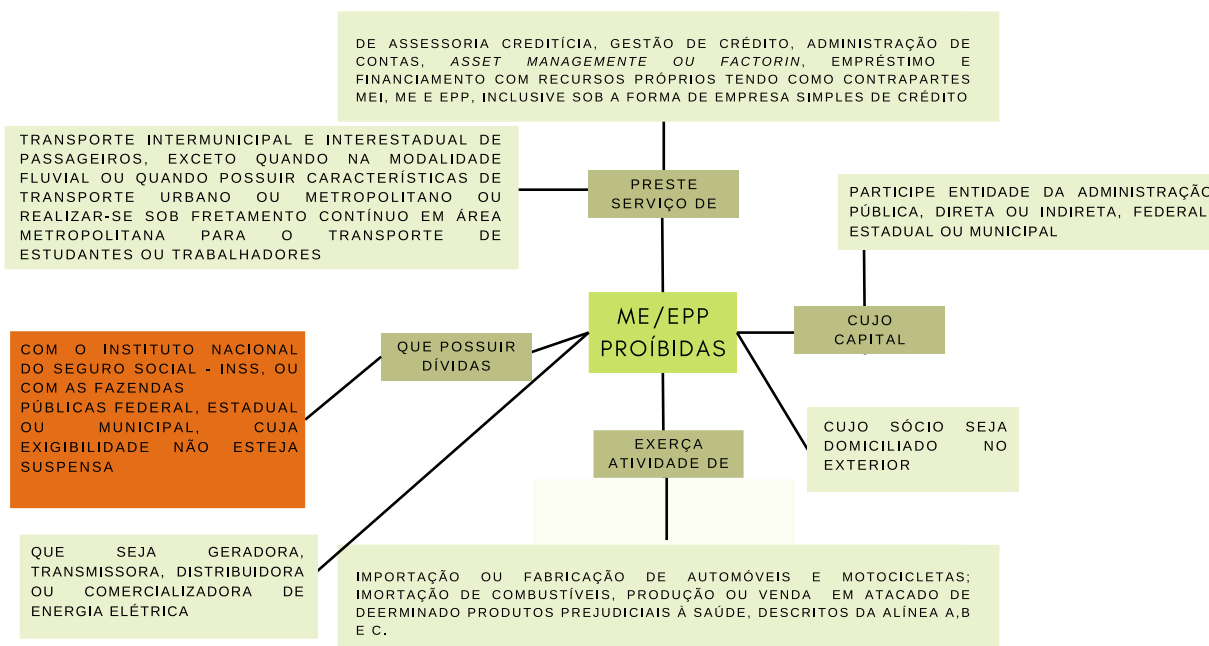 DE ASSESSORIA CREDITÍCIA, GESTÃO DE CRÉDITO, ADMINISTRAÇÃO DE
CONTAS, ASSET MANAGEMENTE OU FACTORIN, EMPRÉSTIMO E
FINANCIAMENTO COM RECURSOS PRÓPRIOS TENDO COMO CONTRAPARTES
MEI, ME E EPP, INCLUSIVE SOB A FORMA DE EMPRESA SIMPLES DE CRÉDITO
TRANSPORTE INTERMUNICIPAL E INTERESTADUAL DE
PASSAGEIROS, EXCETO QUANDO NA MODALIDADE
FLUVIAL OU QUANDO POSSUIR CARACTERÍSTICAS DE
TRANSPORTE URBANO OU METROPOLITANO OU
REALIZAR-SE SOB FRETAMENTO CONTÍNUO EM ÁREA
METROPOLITANA PARA O TRANSPORTE DE
ESTUDANTES OU TRABALHADORES
PRESTE
SERVIÇO DE
PARTICIPE ENTIDADE DA ADMINISTRAÇÃO
PÚBLICA, DIRETA OU INDIRETA, FEDERAL,
ESTADUAL OU MUNICIPAL
ME/EPP
PROÍBIDAS
CUJO
CAPITAL
QUE POSSUIR
DÍVIDAS
COM O INSTITUTO NACIONAL
DO SEGURO SOCIAL - INSS, OU
COM AS FAZENDAS
PÚBLICAS FEDERAL, ESTADUAL
OU MUNICIPAL, CUJA
EXIGIBILIDADE NÃO ESTEJA
SUSPENSA
EXERÇA
ATIVIDADE DE
CUJO SÓCIO SEJA
DOMICILIADO NO
EXTERIOR
QUE SEJA GERADORA,
TRANSMISSORA, DISTRIBUIDORA
OU COMERCIALIZADORA DE
ENERGIA ELÉTRICA
IMPORTAÇÃO OU FABRICAÇÃO DE AUTOMÓVEIS E MOTOCICLETAS;
IMORTAÇÃO DE COMBUSTÍVEIS, PRODUÇÃO OU VENDA EM ATACADO DE
DEERMINADO PRODUTOS PREJUDICIAIS À SAÚDE, DESCRITOS DA ALÍNEA A,B
E C.